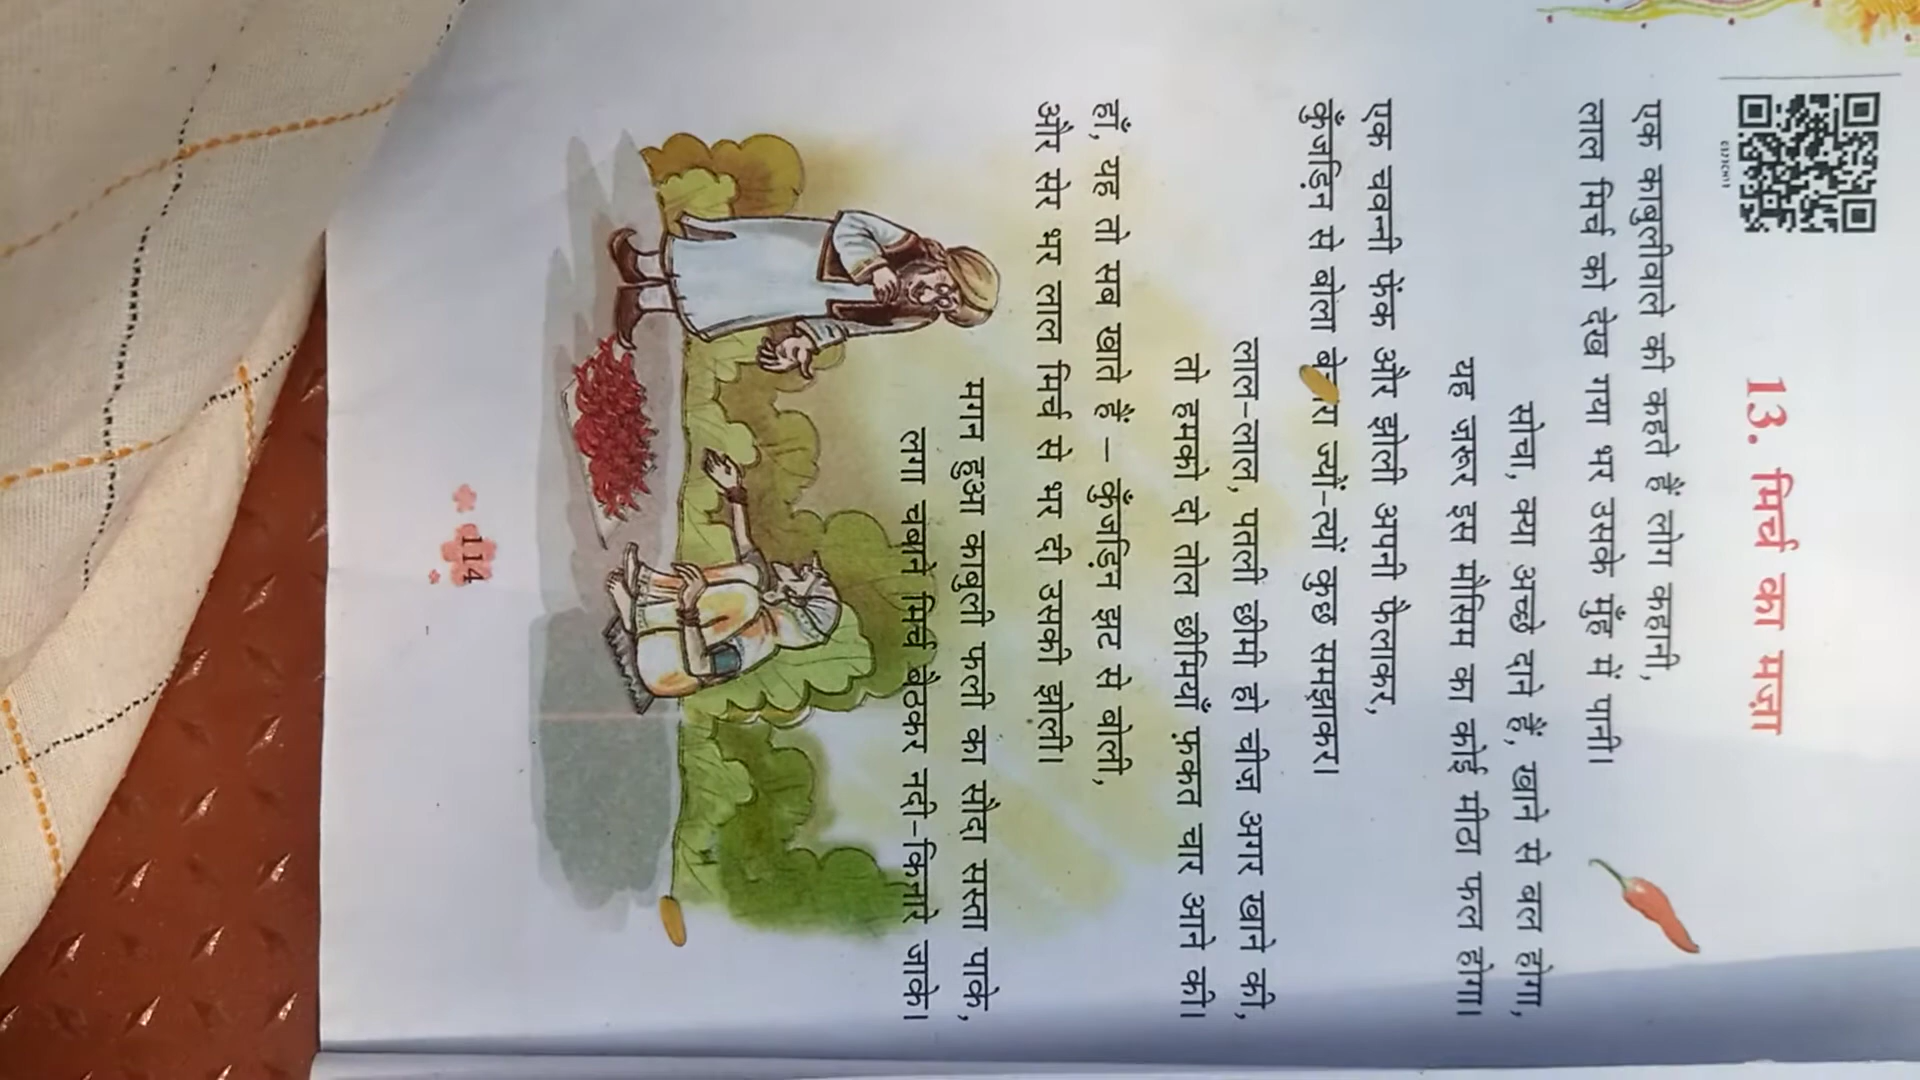 13. मिर्च का मज़ा
एक काबुलीवाले की कहते हैं लोग कहानी,
लाल मिर्च को देख गया भर उसके मुँह में पानी।
सोचा, क्या अच्छे दाने हैं, खाने से बल होगा,
यह ज़रूर इस मौसिम का कोई मीठा फल होगा।
एक चवन्नी फेंक और झोली अपनी फैलाकर,
कुँजड़िन से बोला ज्यों-त्यों कुछ समझाकर।
लाल-लाल, पतली छीमी हो चीज़ अगर खाने की,
तो हमको दो तोल छीमियाँ फ़कत चार आने की।
हाँ, यह तो सब खाते हैं – कुँजड़िन झट से बोली,
और सेर भर लाल मिर्च से भर दी उसकी झोली।
मगन हुआ काबुली फली का सौदा सस्ता पाके,
लगा चबाने मिर्च बैठकर नदी-किनारे जाके।
114